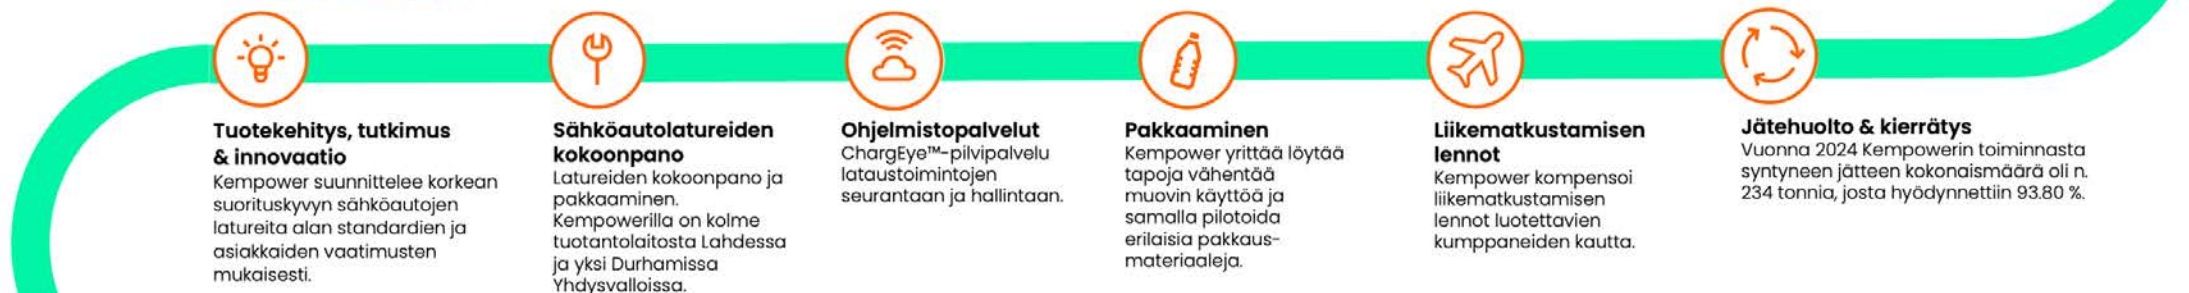 Tuotekehitys, tutkimus
& innovaatio
Kempower suunnittelee korkean
suorituskyvyn sähköautojen
latureita alan standardien ja
asiakkaiden vaatimusten
mukaisesti.
Sähköautolatureiden
kokoonpano
Latureiden kokoonpano ja
pakkaaminen.
Kempowerilla on kolme
tuotantolaitosta Lahdessa
ja yksi Durhamissa
Yhdysvalloissa.
Ohjelmistopalvelut
ChargEye™-pilvipalvelu
lataustoimintojen
seurantaan ja hallintaan.
Pakkaaminen
Kempower yrittää löytää
tapoja vähentää
muovin käyttöä ja
samalla pilotoida
erilaisia pakkaus-
materiaaleja.
Liikematkustamisen
lennot
Kempower kompensoi
liikematkustamisen
lennot luotettavien
kumppaneiden kautta.
Jätehuolto & kierrätys
Vuonna 2024 Kempowerin toiminnasta
syntyneen jätteen kokonaismäärä oli n.
234 tonnia, josta hyödynnettiin 93.80 %.